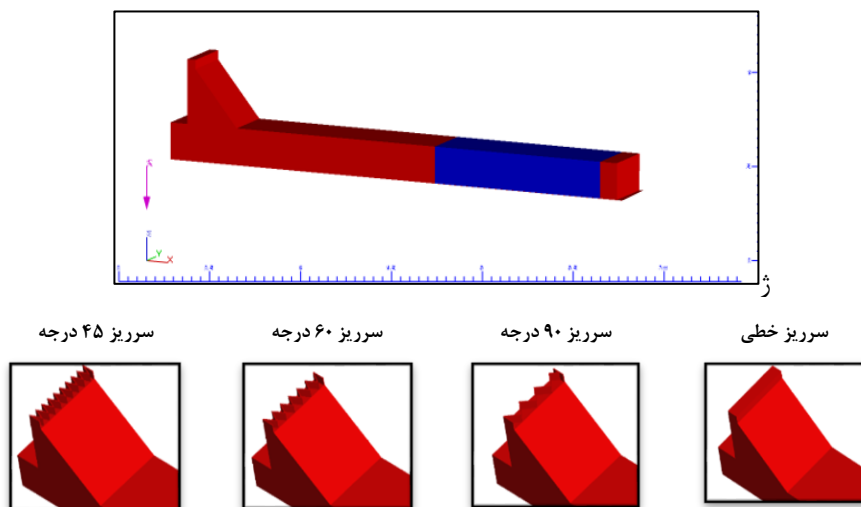 Z
Y
X
ژ
سرریز خطی
سرریز ۹۰ درجه
سرریز ۶۰ درجه
سرریز ۴۵ درجه